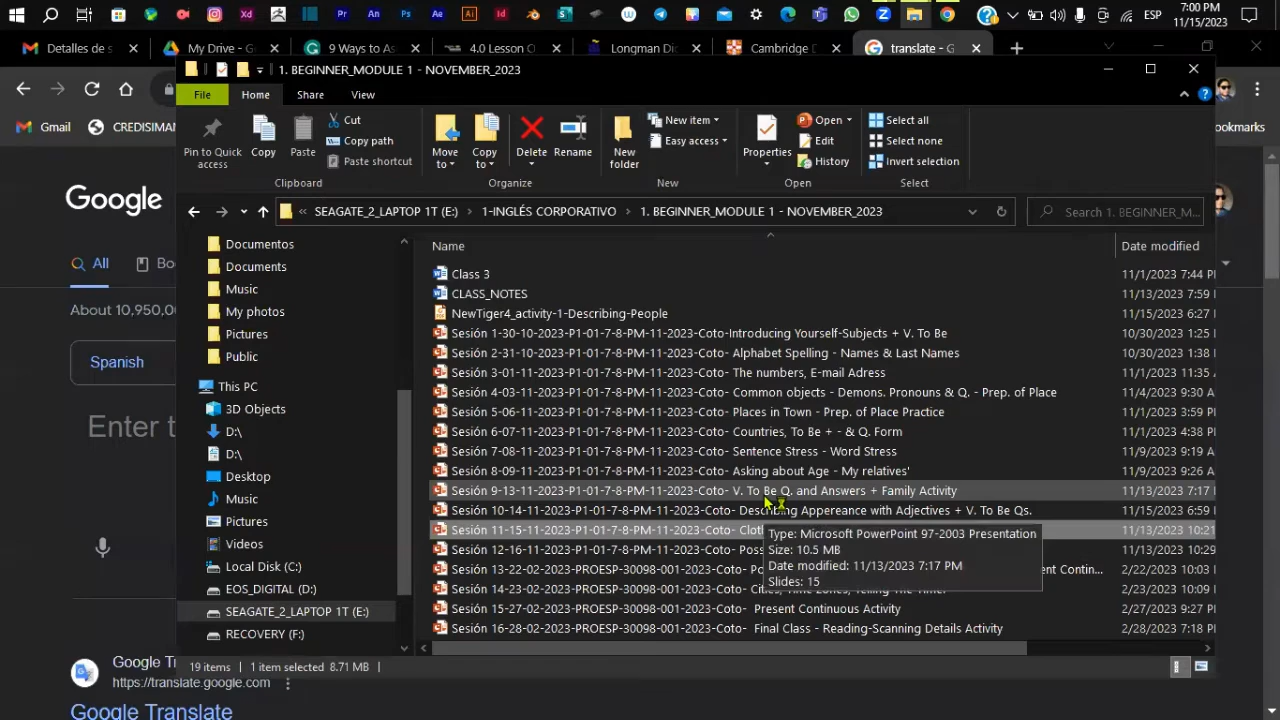 7:00 PM
ESP
11/15/2023
Detalles de s
My Drive - G
9 Ways to As
4.0 Lesson O
Longman Di
Cambridge D
translate - G
1. BEGINNER_MODULE 1 - NOVEMBER_2023
File Home Share View
Gmail
CREDISIMAN
ookmarks
Pin to Quick access
Copy
Paste
Cut
Copy path
Paste shortcut
Clipboard
Move to
Copy to
Delete
Rename
Organize
New folder
New item
Easy access
New
Properties
Open
Edit
History
Open
Select all
Select none
Invert selection
Select
« SEAGATE_2_LAPTOP 1T (E:) › 1-INGLÉS CORPORATIVO › 1. BEGINNER_MODULE 1 - NOVEMBER_2023
Search 1. BEGINNER_M...
Google
All
Bo
About 10,950,0
Spanish
Enter t
Google Tr
https://translate.google.com
Google Translate
Documentos
Documents
Music
My photos
Pictures
Public
This PC
3D Objects
D:\
D:\
Desktop
Music
Pictures
Videos
Local Disk (C:)
EOS_DIGITAL (D:)
SEAGATE_2_LAPTOP 1T (E:)
RECOVERY (F:)
Name Date modified
Class 3 11/1/2023 7:44 P
CLASS_NOTES 11/13/2023 7:59
NewTiger4_activity-1-Describing-People 11/15/2023 6:27
Sesión 1-30-10-2023-P1-01-7-8-PM-11-2023-Coto-Introducing Yourself-Subjects + V. To Be 10/30/2023 1:25
Sesión 2-31-10-2023-P1-01-7-8-PM-11-2023-Coto- Alphabet Spelling - Names & Last Names 10/30/2023 1:38
Sesión 3-01-11-2023-P1-01-7-8-PM-11-2023-Coto- The numbers, E-mail Adress 11/1/2023 11:35
Sesión 4-03-11-2023-P1-01-7-8-PM-11-2023-Coto- Common objects - Demons. Pronouns & Q. - Prep. of Place 11/4/2023 9:30 A
Sesión 5-06-11-2023-P1-01-7-8-PM-11-2023-Coto- Places in Town - Prep. of Place Practice 11/1/2023 3:59 P
Sesión 6-07-11-2023-P1-01-7-8-PM-11-2023-Coto- Countries, To Be + - & Q. Form 11/7/2023 4:38 P
Sesión 7-08-11-2023-P1-01-7-8-PM-11-2023-Coto- Sentence Stress - Word Stress 11/9/2023 9:19 A
Sesión 8-09-11-2023-P1-01-7-8-PM-11-2023-Coto- Asking about Age - My relatives' 11/9/2023 9:26 A
Sesión 9-13-11-2023-P1-01-7-8-PM-11-2023-Coto- V. To Be Q. and Answers + Family Activity 11/13/2023 7:17
Sesión 10-14-11-2023-P1-01-7-8-PM-11-2023-Coto- Describing Appereance with Adjectives + V. To Be Qs. 11/15/2023 6:59
Sesión 11-15-11-2023-P1-01-7-8-PM-11-2023-Coto- Clot 11/13/2023 10:21
Sesión 12-16-11-2023-P1-01-7-8-PM-11-2023-Coto- Poss 11/13/2023 10:29
Sesión 13-22-02-2023-PROESP-30098-001-2023-Coto- ent Contin... 2/22/2023 10:03
Sesión 14-23-02-2023-PROESP-30098-001-2023-Coto- Cities, Time Zones, Telling The Time 2/23/2023 10:09
Sesión 15-27-02-2023-PROESP-30098-001-2023-Coto- Present Continuous Activity 2/27/2023 9:27 P
Sesión 16-28-02-2023-PROESP-30098-001-2023-Coto- Final Class - Reading-Scanning Details Activity 2/28/2023 7:18 P
Type: Microsoft PowerPoint 97-2003 Presentation
Size: 10.5 MB
Date modified: 11/13/2023 7:17 PM
Slides: 15
19 items 1 item selected 8.71 MB